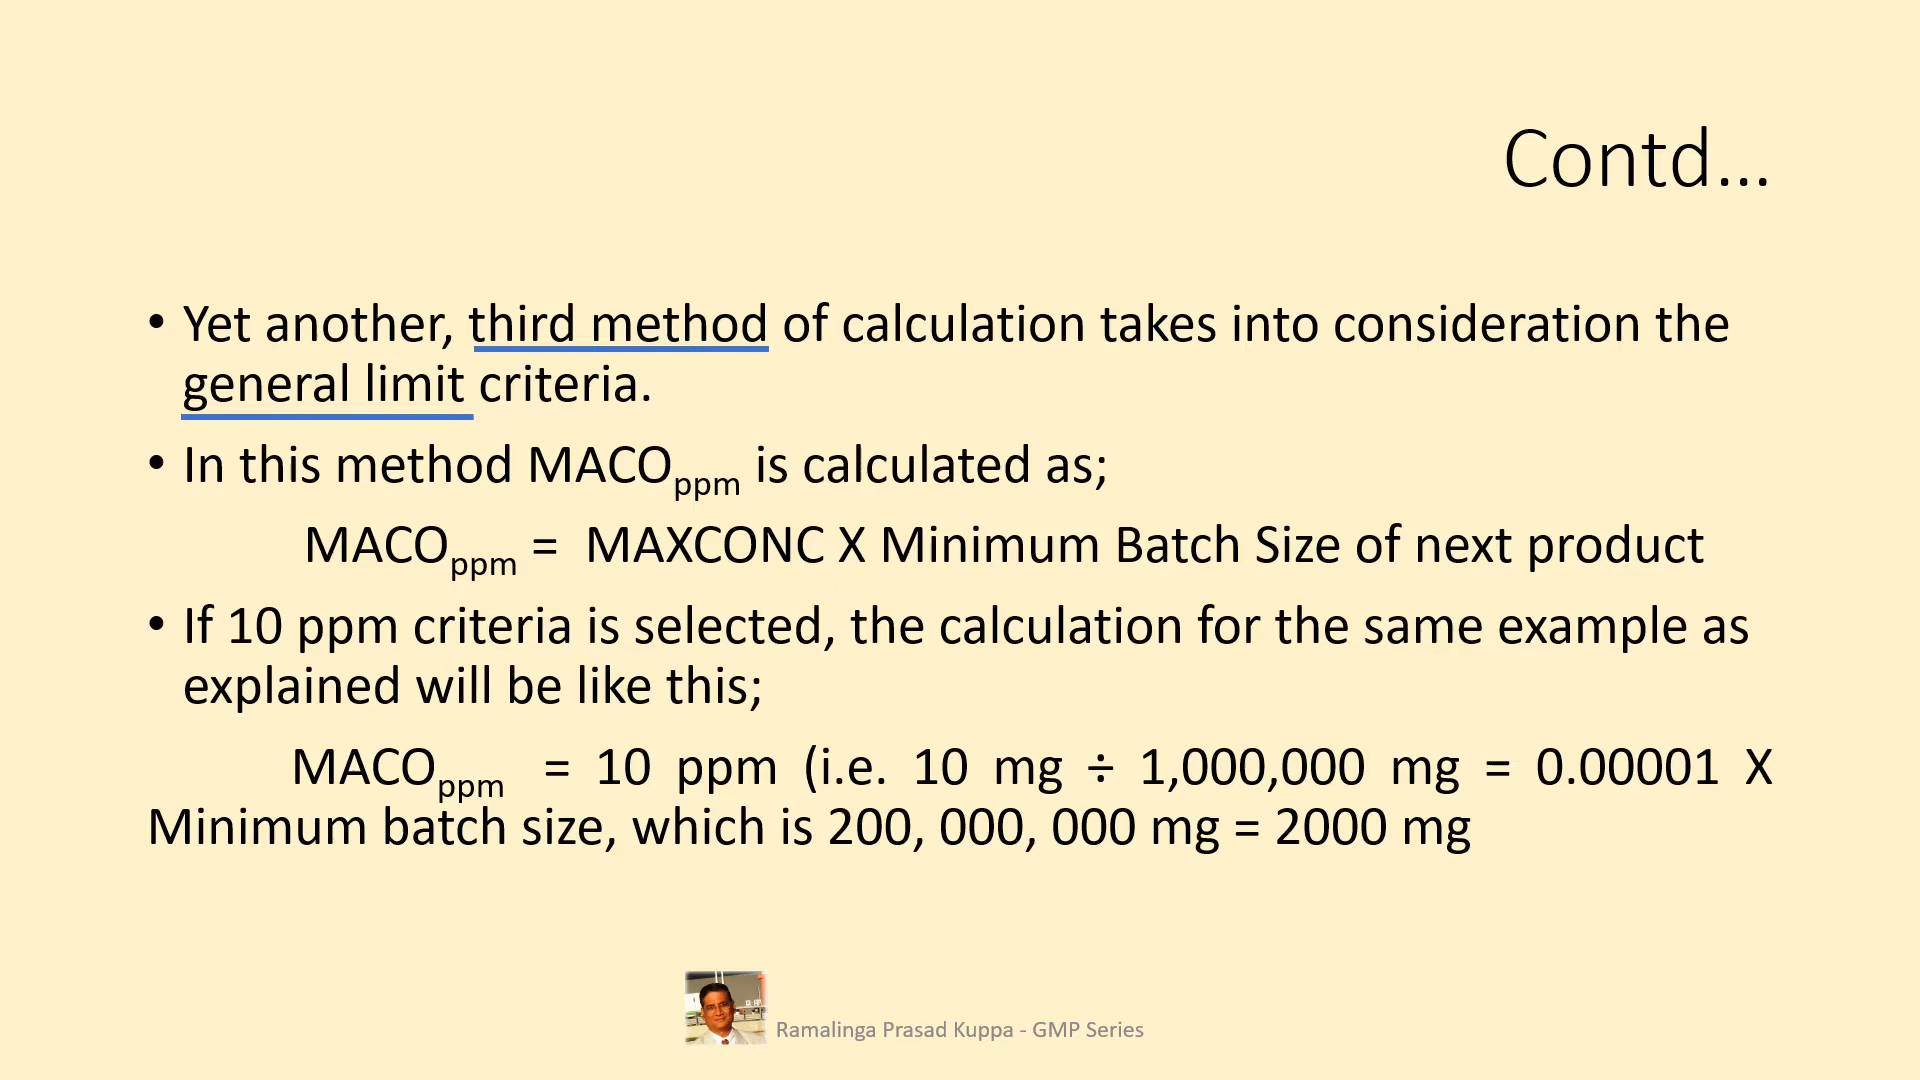 Contd...
• Yet another, third method of calculation takes into consideration the
general limit criteria.
• In this method MACOppm is calculated as;
MACOppm = MAXCONC X Minimum Batch Size of next product
• If 10 ppm criteria is selected, the calculation for the same example as
explained will be like this;
MACOppm = 10 ppm (i.e. 10 mg ÷ 1,000,000 mg = 0.00001 X
Minimum batch size, which is 200, 000, 000 mg = 2000 mg
Ramalinga Prasad Kuppa - GMP Series